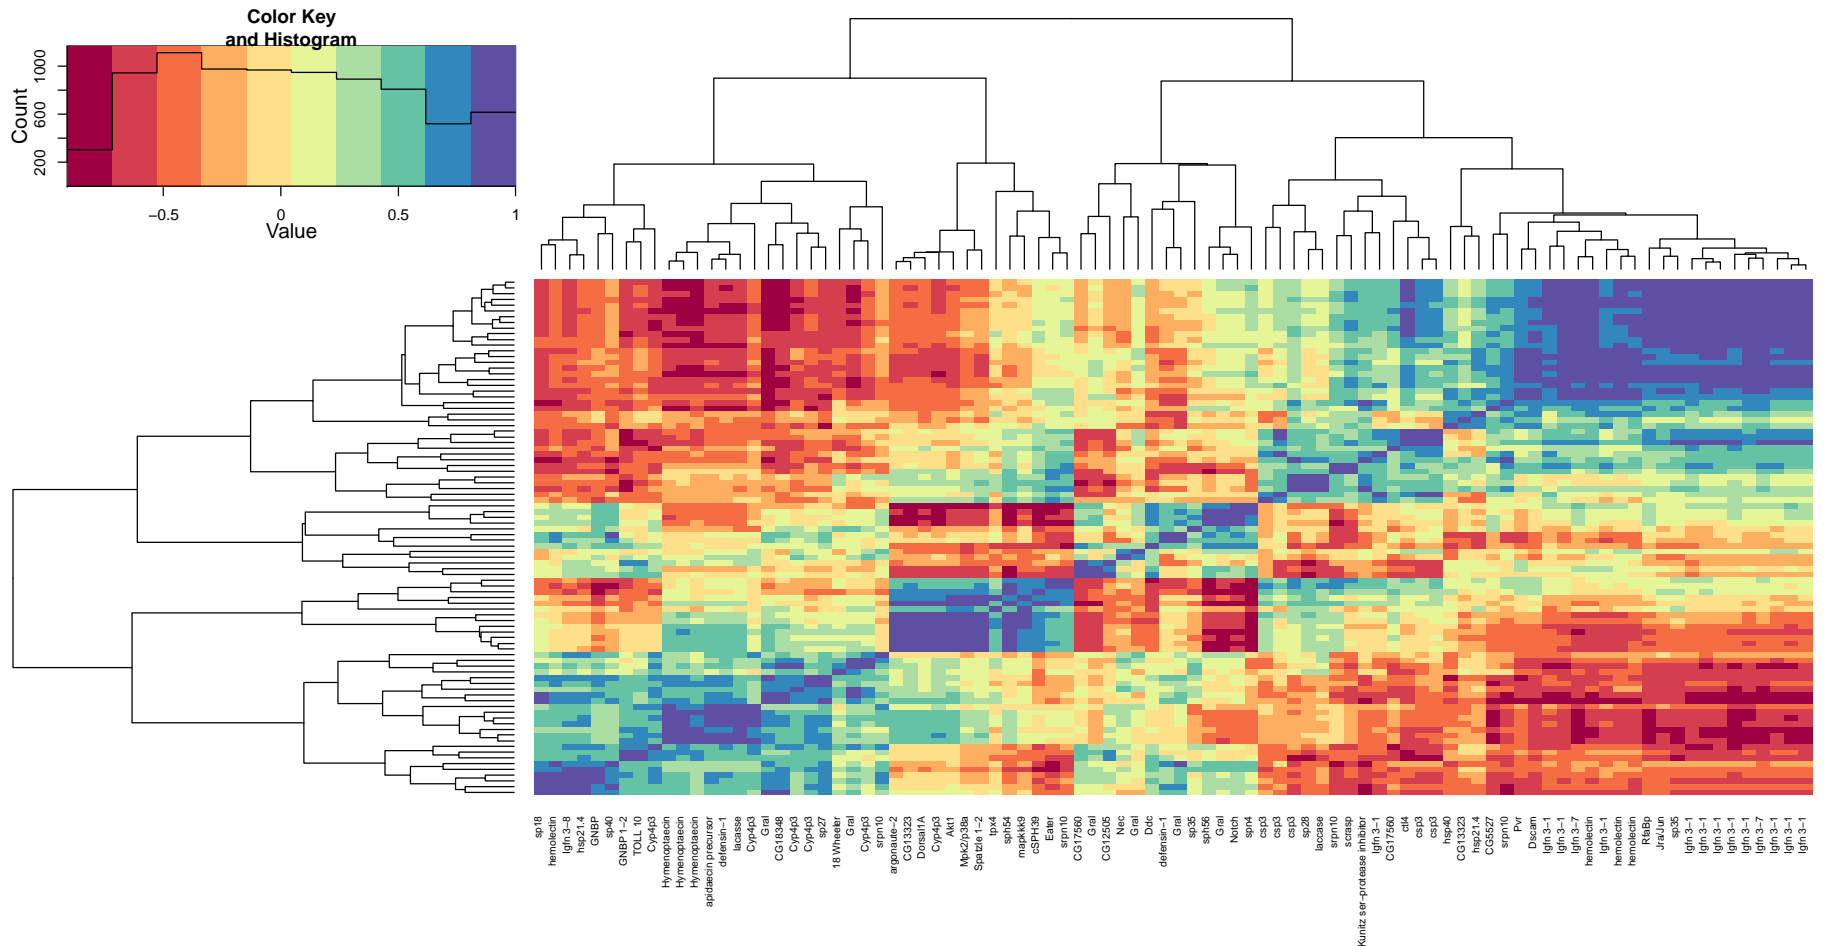 Color Key
and Histogram
Count
200
600
1000
−0.5
0
0.5
1
Value
sp18
hemolectin
Igfn 3−8
hsp21.4
GNBP
sp40
GNBP 1−2
TOLL 10
Cyp4p3
Hymenoptaecin
Hymenoptaecin
Hymenoptaecin
apidaecin precursor
defensin−1
lacasse
Cyp4p3
Gral
CG18348
Cyp4p3
Cyp4p3
sp27
18 Wheeler
Gral
Cyp4p3
srpn10
argonaute−2
CG13323
Dorsal1A
Cyp4p3
Akt1
Mpk2/p38a
Spatzle 1−2
tpx4
sph54
mapkkk9
cSPH39
Eater
srpn10
CG17560
Gral
CG12505
Nec
Gral
Ddc
defensin−1
Gral
sp35
sph56
Gral
Notch
spn4
csp3
csp3
csp3
sp28
laccase
srpn10
scrasp
Kunitz ser−protease inhibitor
Igfn 3−1
CG17560
ctl4
csp3
csp3
hsp40
CG13323
hsp21.4
CG5527
srpn10
Pvr
Dscam
Igfn 3−1
Igfn 3−1
Igfn 3−7
hemolectin
Igfn 3−1
hemolectin
hemolectin
RfaBp
Jra/Jun
sp35
Igfn 3−1
Igfn 3−1
Igfn 3−1
Igfn 3−1
Igfn 3−1
Igfn 3−7
Igfn 3−1
Igfn 3−1
Igfn 3−1